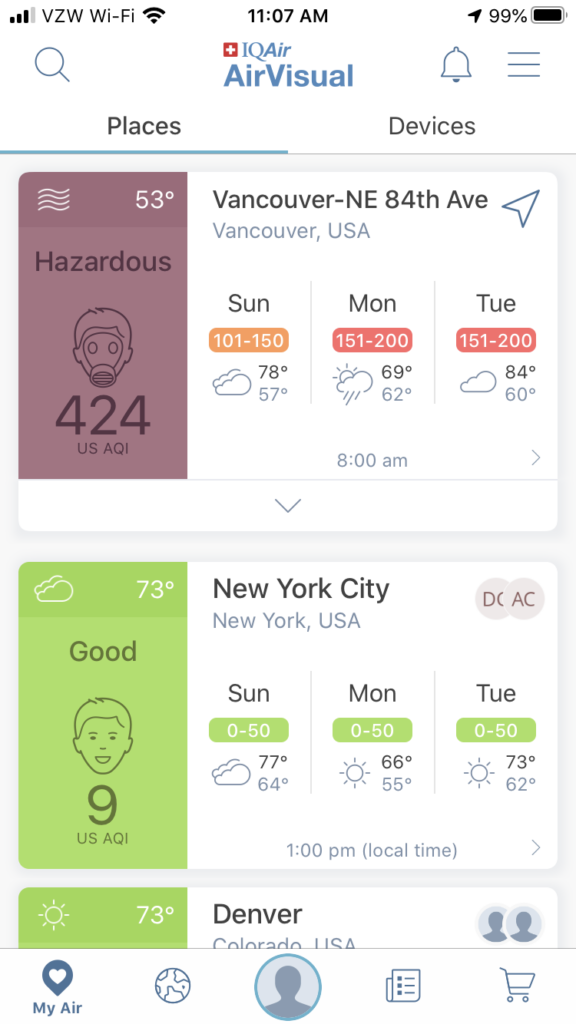 VZW Wi-Fi 11:07 AM 99%
IQAir
AirVisual
Places Devices
53°
Hazardous
424
US AQI
Vancouver-NE 84th Ave
Vancouver, USA
Sun Mon Tue
101-150 151-200 151-200
78° 69° 84°
57° 62° 60°
8:00 am
73°
Good
9
US AQI
New York City
New York, USA
AC
Sun Mon Tue
0-50 0-50 0-50
77° 66° 73°
64° 55° 62°
1:00 pm (local time)
73°
Denver
Colorado, USA
My Air